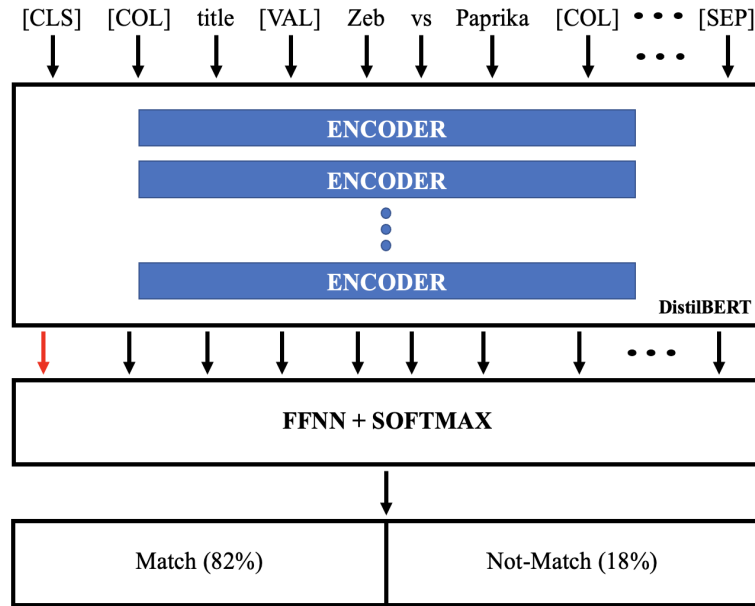 [CLS] [COL] title [VAL] Zeb vs Paprika [COL] • • • [SEP]
ENCODER
ENCODER
ENCODER
DistilBERT
FFNN + SOFTMAX
Match (82%) Not-Match (18%)